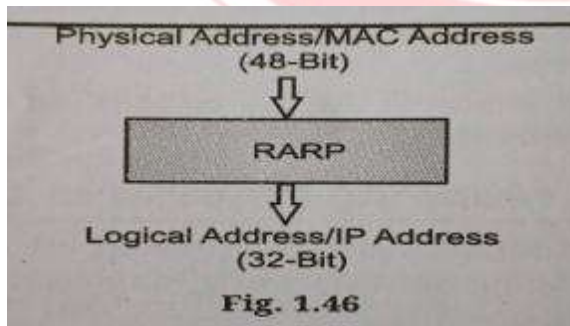 Physical Address/MAC Address
(48-Bit)
RARP
Logical Address/IP Address
(32-Bit)
Fig. 1.46